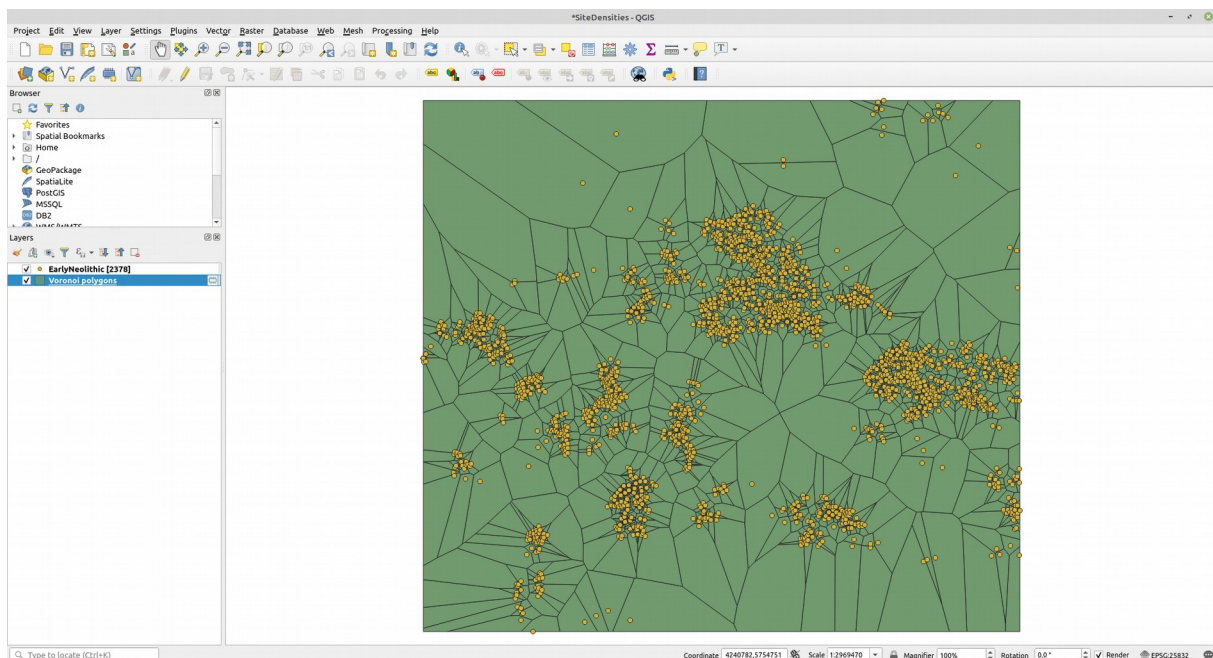 *SiteDensities - QGIS
Project Edit View Layer Settings Plugins Vector Raster Database Web Mesh Processing Help
Browser
Favorites
Spatial Bookmarks
Home
/
GeoPackage
SpatiaLite
PostGIS
MSSQL
DB2
WMS/WMTS
Layers
EarlyNeolithic [2378]
Voronoi polygons
Type to locate (Ctrl+K)
Coordinate 4240782,5754751 Scale 1:2969470 Magnifier 100% Rotation 0,0 ° Render EPSG:25832